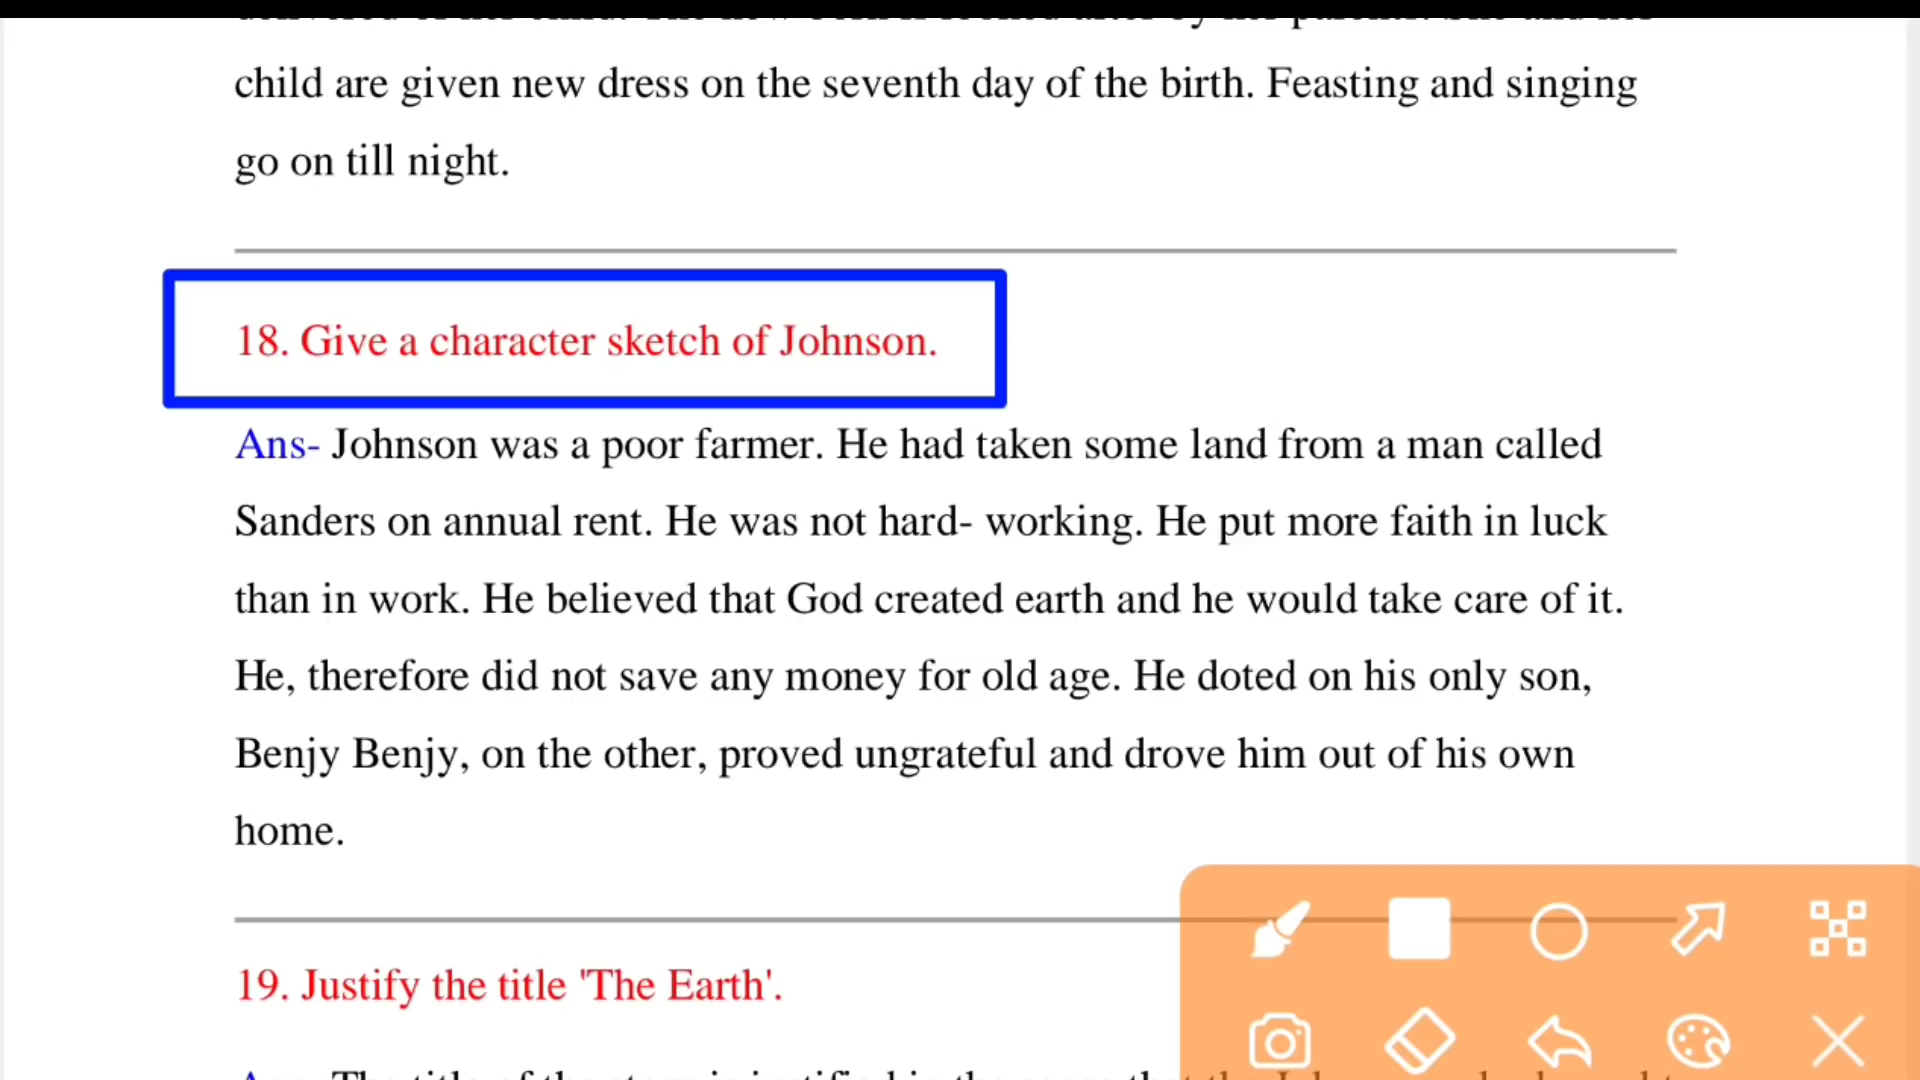 child are given new dress on the seventh day of the birth. Feasting and singing
go on till night.
18. Give a character sketch of Johnson.
Ans- Johnson was a poor farmer. He had taken some land from a man called
Sanders on annual rent. He was not hard- working. He put more faith in luck
than in work. He believed that God created earth and he would take care of it.
He, therefore did not save any money for old age. He doted on his only son,
Benjy Benjy, on the other, proved ungrateful and drove him out of his own
home.
19. Justify the title 'The Earth'.